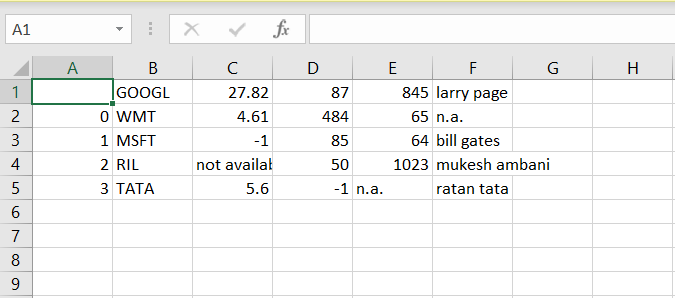 A1
fx
A B C D E F G H
1 GOOGL 27.82 87 845 larry page
2 0 WMT 4.61 484 65 n.a.
3 1 MSFT -1 85 64 bill gates
4 2 RIL not availab 50 1023 mukesh ambani
5 3 TATA 5.6 -1 n.a. ratan tata
6
7
8
9